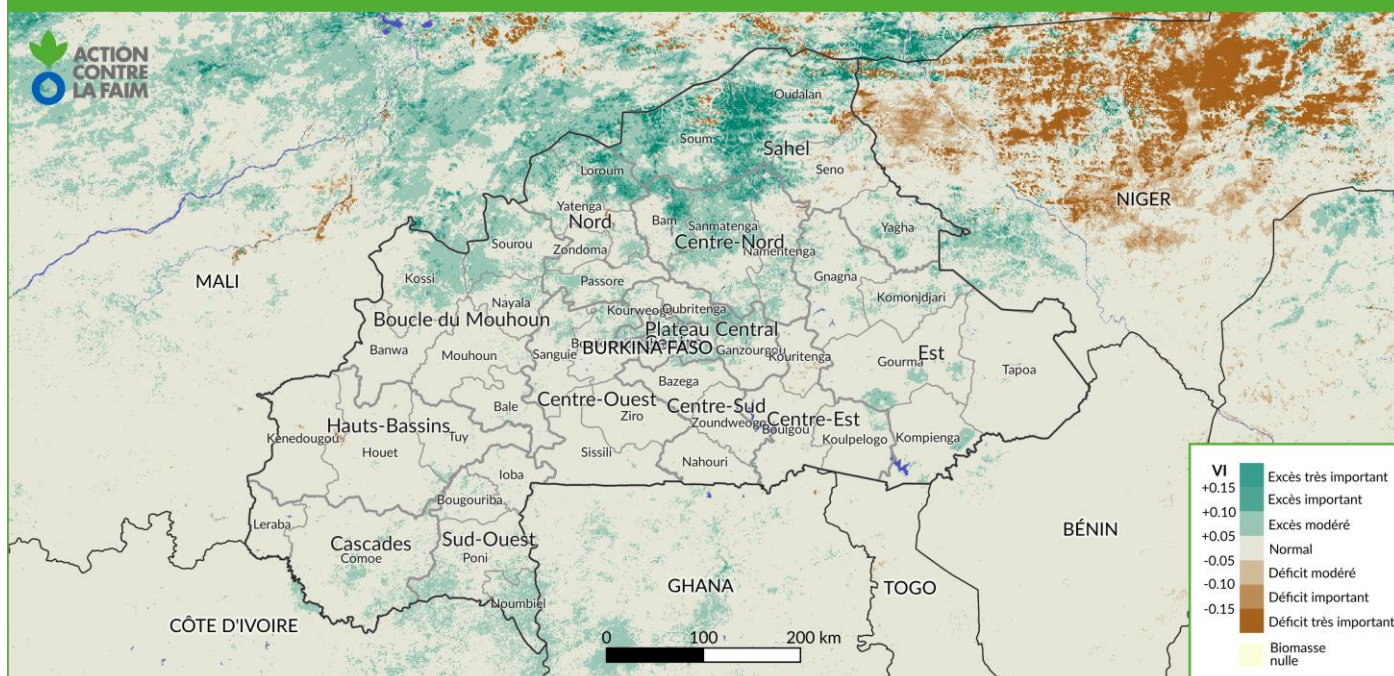 ACTION
CONTRE
LA FAIM
Oudalan
Soum
Sahel
Seno
Loroum
Yatenga
Nord
Bam
Sanmatenga
Centre-Nord
Namentenga
Yagha
NIGER
Sourou
Zondoma
Kossi
Passore
Gnagna
Komonjdjari
MALI
Nayala
Boucle du Mouhoun
Kourweogo
Oubritenga
Plateau Central
Banwa
Mouhoun
Sanguie
BURKINA FASO
Ganzourgou
Kouritenga
Gourma
Est
Tapoa
Bazega
Bale
Centre-Ouest
Ziro
Centre-Sud
Zoundweogo
Centre-Est
Boulgou
Koulpelogo
Kompienga
Hauts-Bassins
Kenedougou
Houet
Tuy
Sissili
Nahouri
Ioba
Bougouriba
Leraba
Cascades
Comoe
Sud-Ouest
Poni
Noumbiel
CÔTE D'IVOIRE
GHANA
TOGO
BÉNIN
0 100 200 km
VI
+0.15
+0.10
+0.05
-0.05
-0.10
-0.15
Excès très important
Excès important
Excès modéré
Normal
Déficit modéré
Déficit important
Déficit très important
Biomasse
nulle